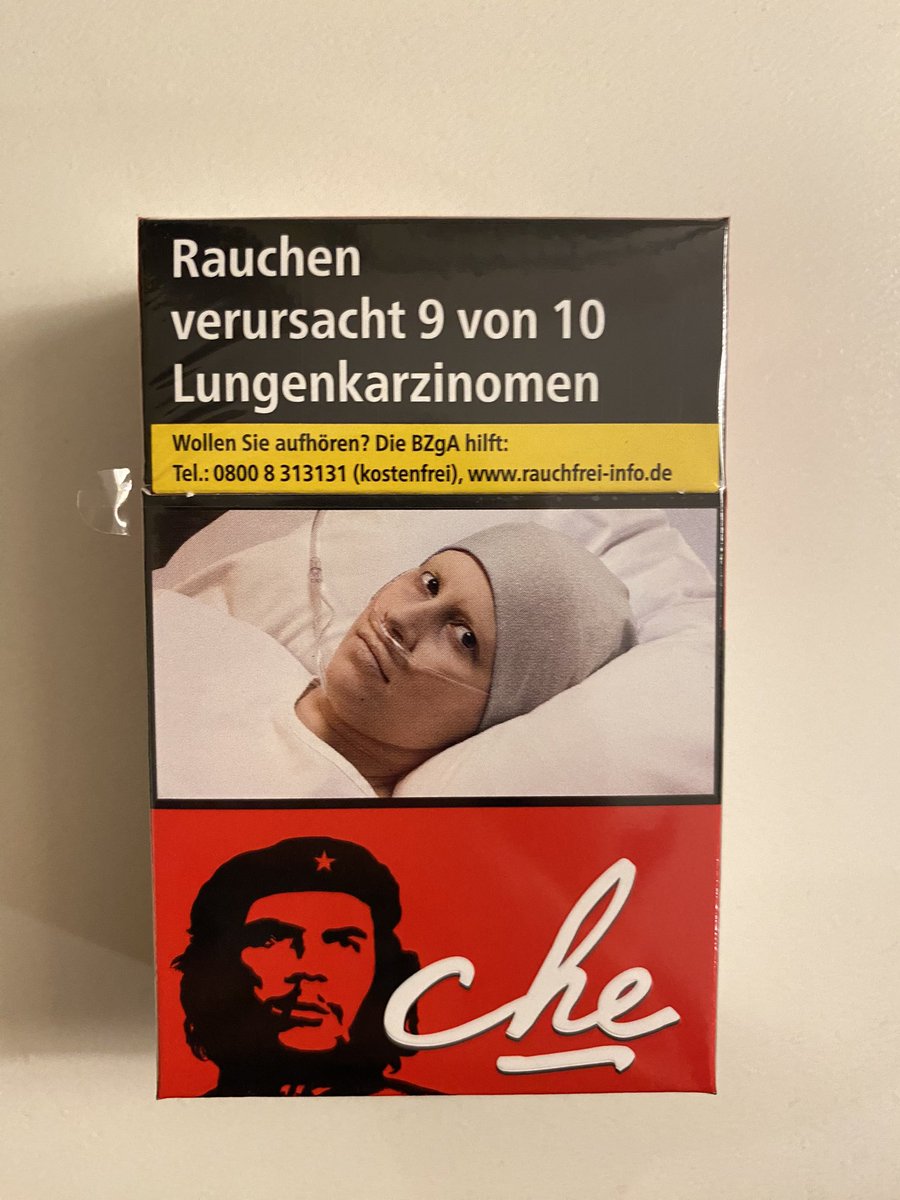 Rauchen
verursacht 9 von 10
Lungenkarzinomen
Wollen Sie aufhören? Die BZgA hilft:
Tel.: 0800 8 313131 (kostenfrei), www.rauchfrei-info.de
che